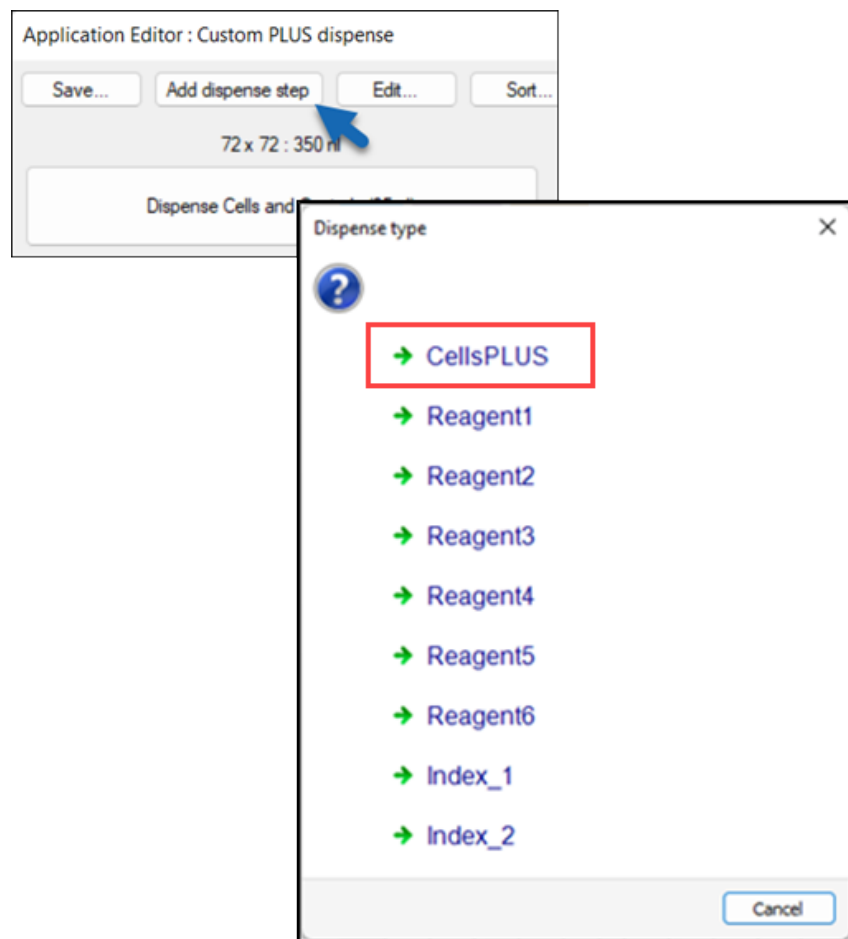 Application Editor : Custom PLUS dispense
Save... Add dispense step Edit... Sort...
72 x 72 : 350 nl
Dispense Cells and
Dispense type
CellsPLUS
Reagent1
Reagent2
Reagent3
Reagent4
Reagent5
Reagent6
Index_1
Index_2
Cancel